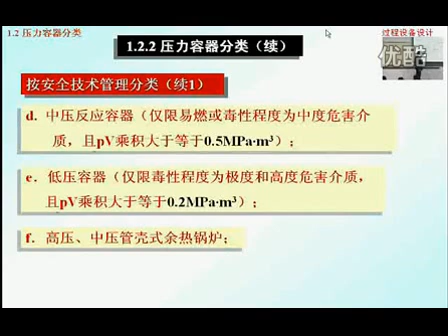 1.2 压力容器分类
过程设备设计
优酷
1.2.2 压力容器分类（续）
按安全技术管理分类（续1）
d. 中压反应容器（仅限易燃或毒性程度为中度危害介
质，且pV乘积大于等于0.5MPa·m³）；
e. 低压容器（仅限毒性程度为极度和高度危害介质，
且pV乘积大于等于0.2MPa·m³）；
f. 高压、中压管壳式余热锅炉；